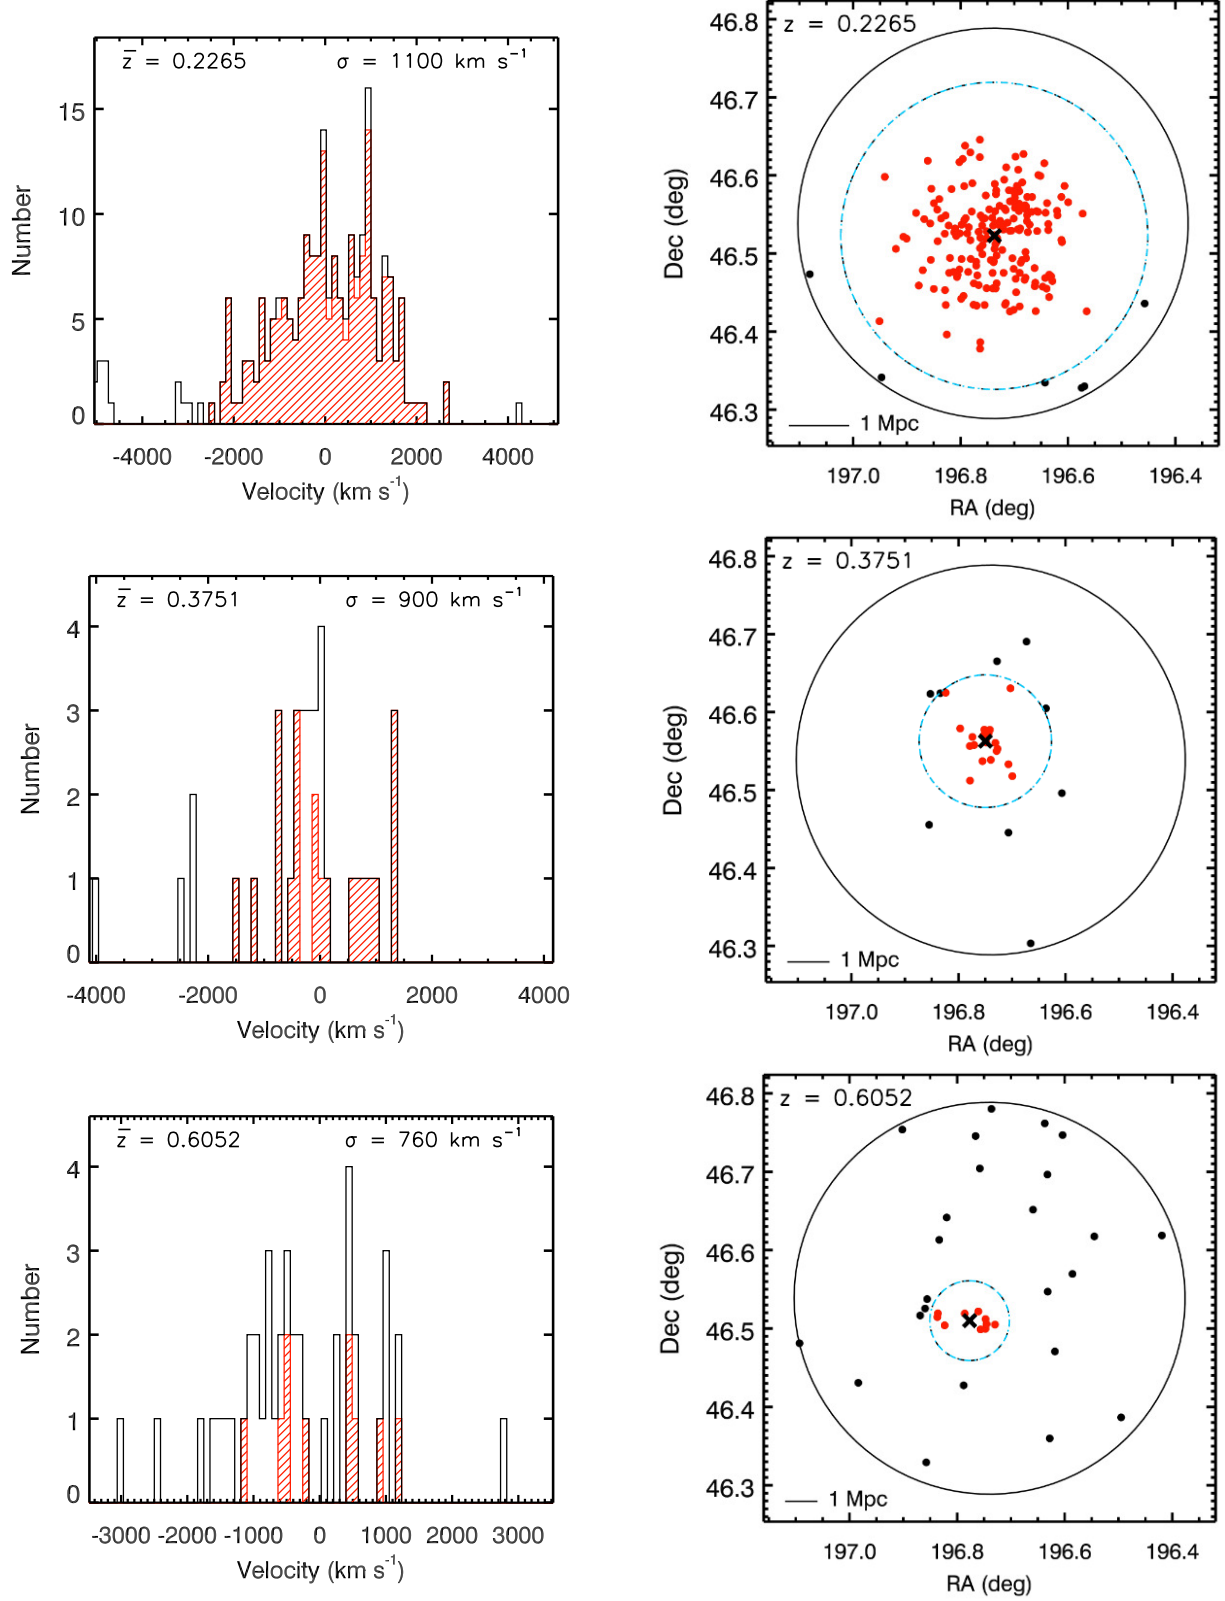 z̅ = 0.2265 σ = 1100 km s⁻¹
15
10
5
0
Number
-4000 -2000 0 2000 4000
Velocity (km s⁻¹)
z = 0.2265
46.8
46.7
46.6
46.5
46.4
46.3
Dec (deg)
1 Mpc
197.0 196.8 196.6 196.4
RA (deg)
z̅ = 0.3751 σ = 900 km s⁻¹
4
3
2
1
0
Number
-4000 -2000 0 2000 4000
Velocity (km s⁻¹)
z = 0.3751
46.8
46.7
46.6
46.5
46.4
46.3
Dec (deg)
1 Mpc
197.0 196.8 196.6 196.4
RA (deg)
z̅ = 0.6052 σ = 760 km s⁻¹
4
3
2
1
0
Number
-3000 -2000 -1000 0 1000 2000 3000
Velocity (km s⁻¹)
z = 0.6052
46.8
46.7
46.6
46.5
46.4
46.3
Dec (deg)
1 Mpc
197.0 196.8 196.6 196.4
RA (deg)